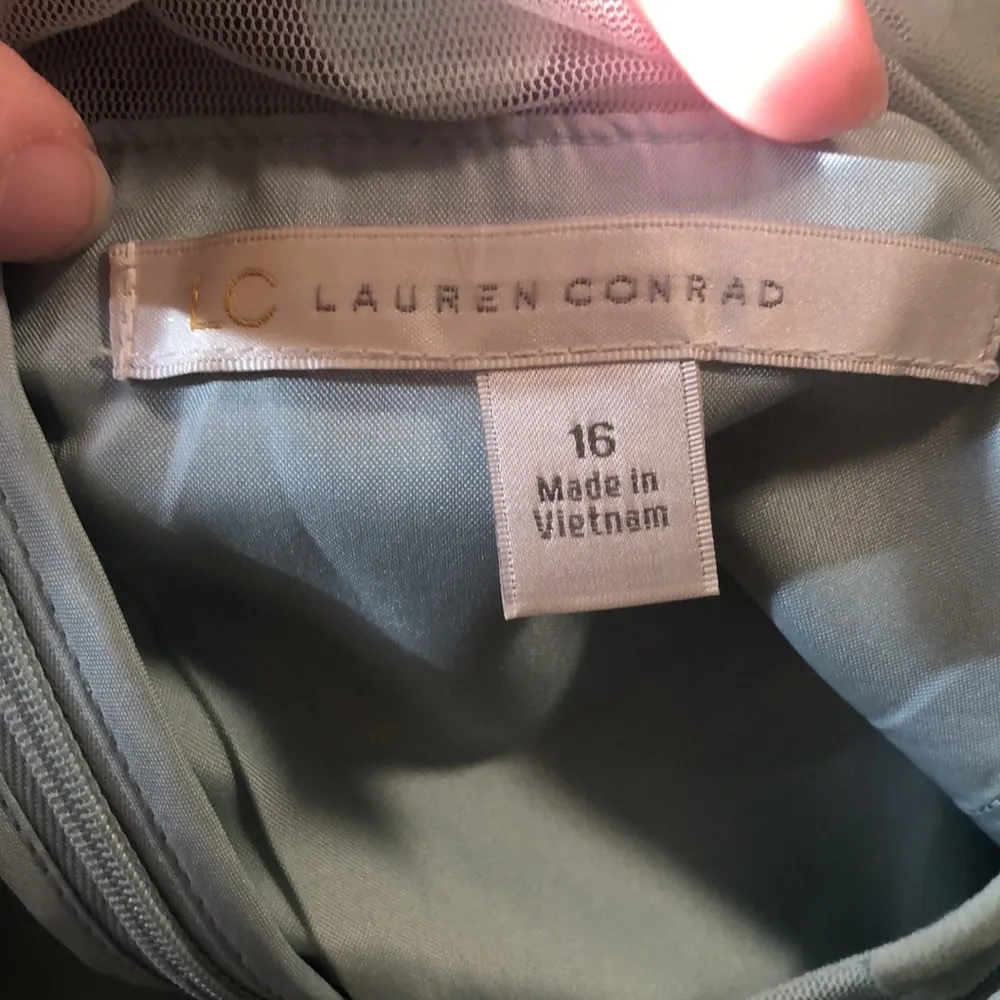 LC LAUREN CONRAD
16
Made in
Vietnam